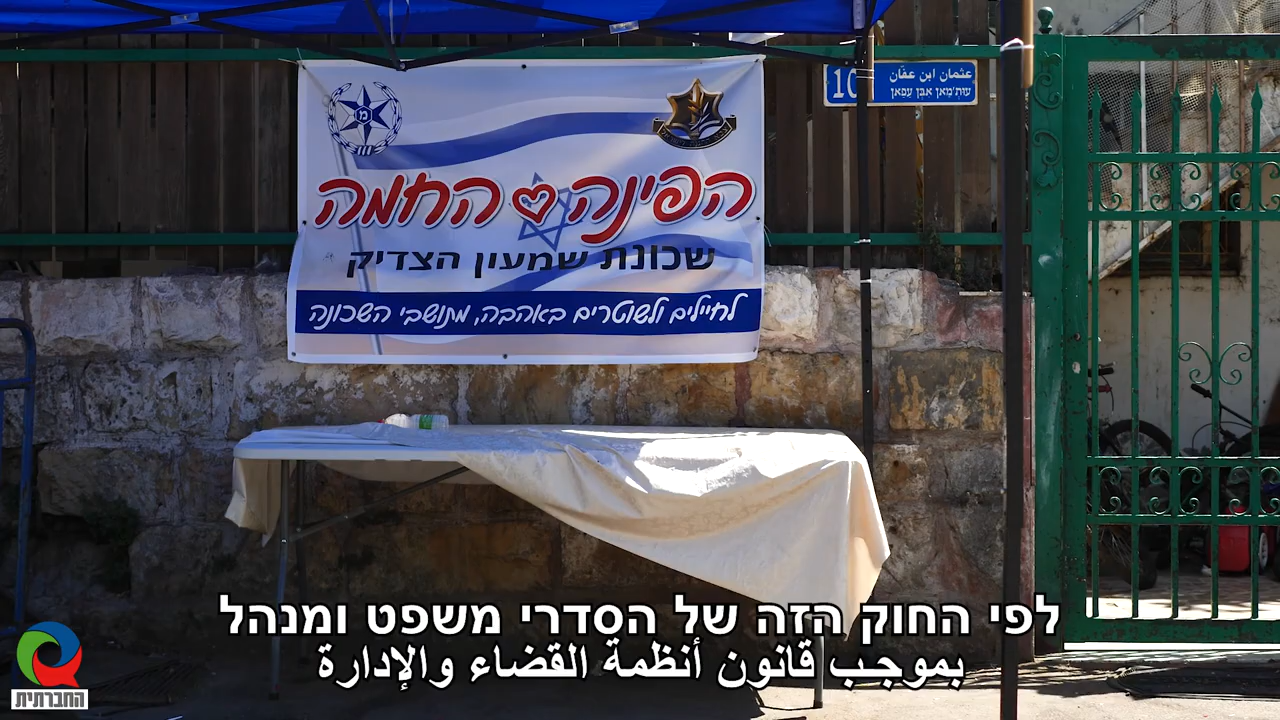 عثمان ابن عفّان
עות'מאן אבן עפאן
10
הפינה החמה
שכונת שמעון הצדיק
לחיילים ולשוטרים באהבה, מתושבי השכונה
לפי החוק הזה של הסדרי משפט ומנהל
بموجب قانون أنظمة القضاء والإدارة
החברתית